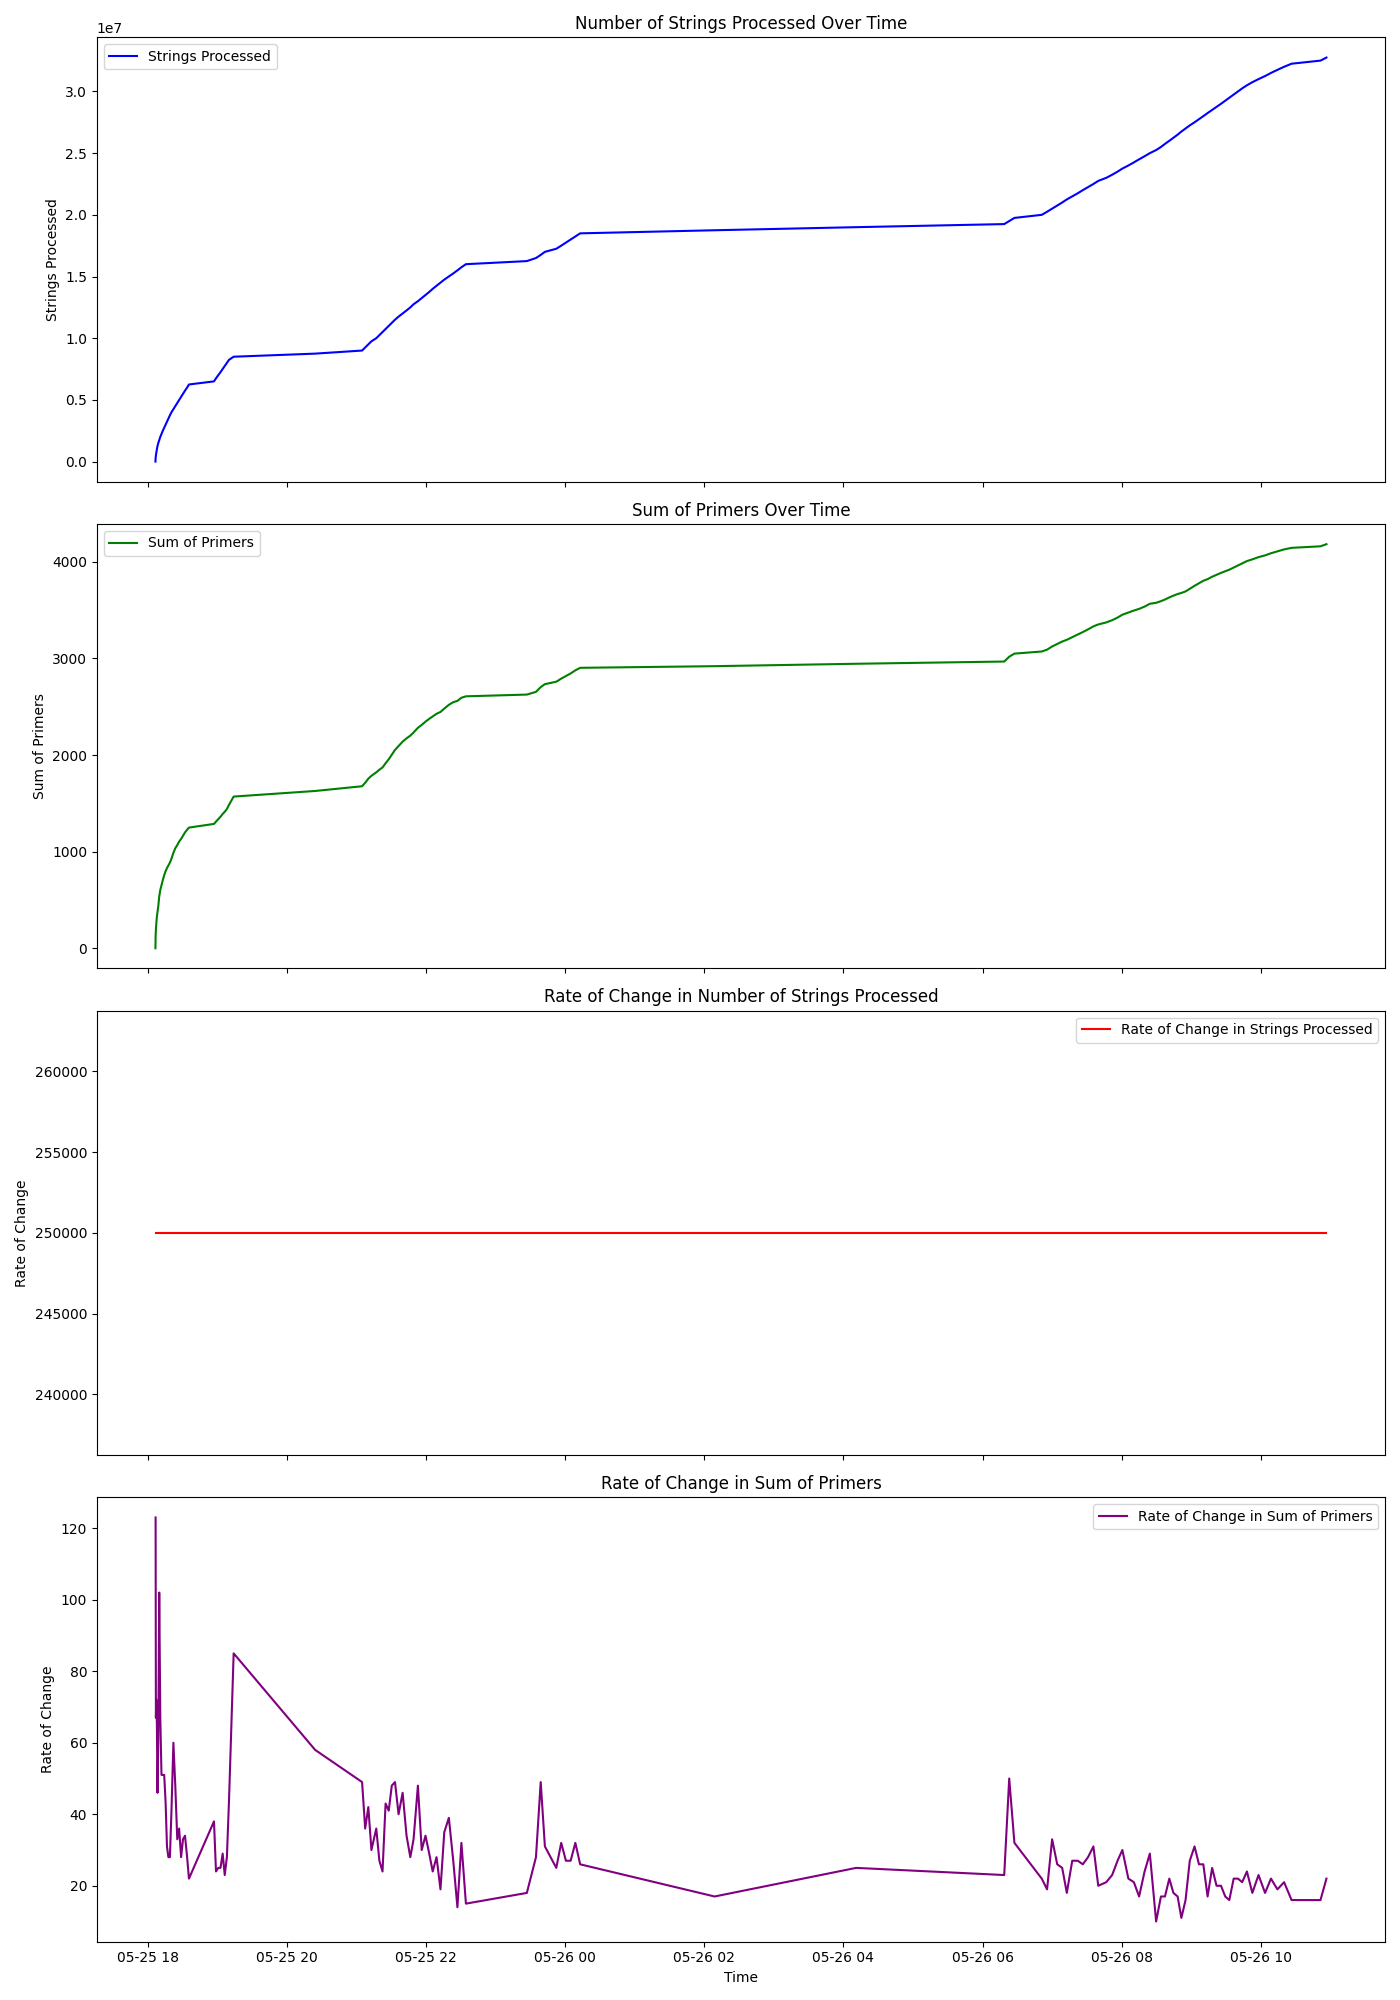 Number of Strings Processed Over Time
1e7
Strings Processed
3.0
2.5
2.0
1.5
1.0
0.5
0.0
Strings Processed
Sum of Primers Over Time
Sum of Primers
4000
3000
2000
1000
0
Sum of Primers
Rate of Change in Number of Strings Processed
Rate of Change in Strings Processed
260000
255000
250000
245000
240000
Rate of Change
Rate of Change in Sum of Primers
Rate of Change in Sum of Primers
120
100
80
60
40
20
Rate of Change
05-25 18 05-25 20 05-25 22 05-26 00 05-26 02 05-26 04 05-26 06 05-26 08 05-26 10
Time